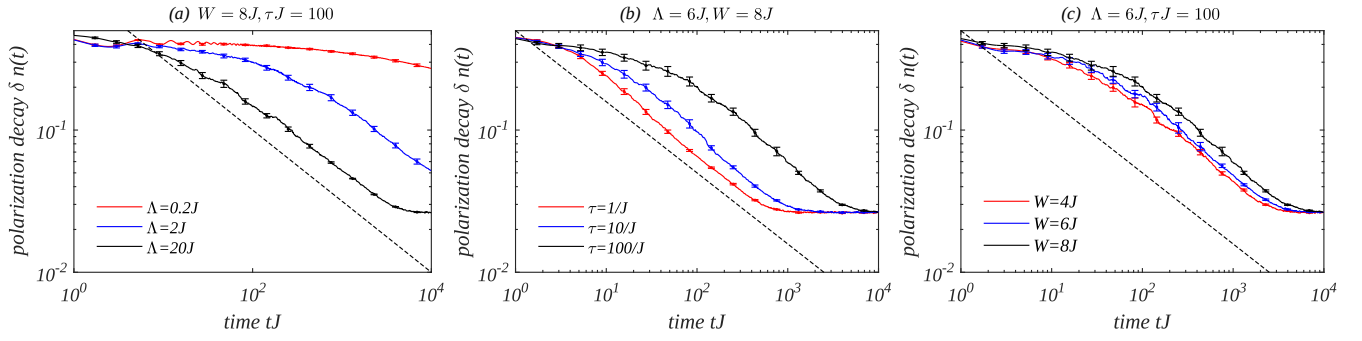 (a) W = 8J, τJ = 100
polarization decay δ n(t)
10⁻¹
10⁻²
Λ=0.2J
Λ=2J
Λ=20J
10⁰ 10² 10⁴
time tJ
(b) Λ = 6J, W = 8J
polarization decay δ n(t)
10⁻¹
10⁻²
τ=1/J
τ=10/J
τ=100/J
10⁰ 10¹ 10² 10³ 10⁴
time tJ
(c) Λ = 6J, τJ = 100
polarization decay δ n(t)
10⁻¹
10⁻²
W=4J
W=6J
W=8J
10⁰ 10¹ 10² 10³ 10⁴
time tJ